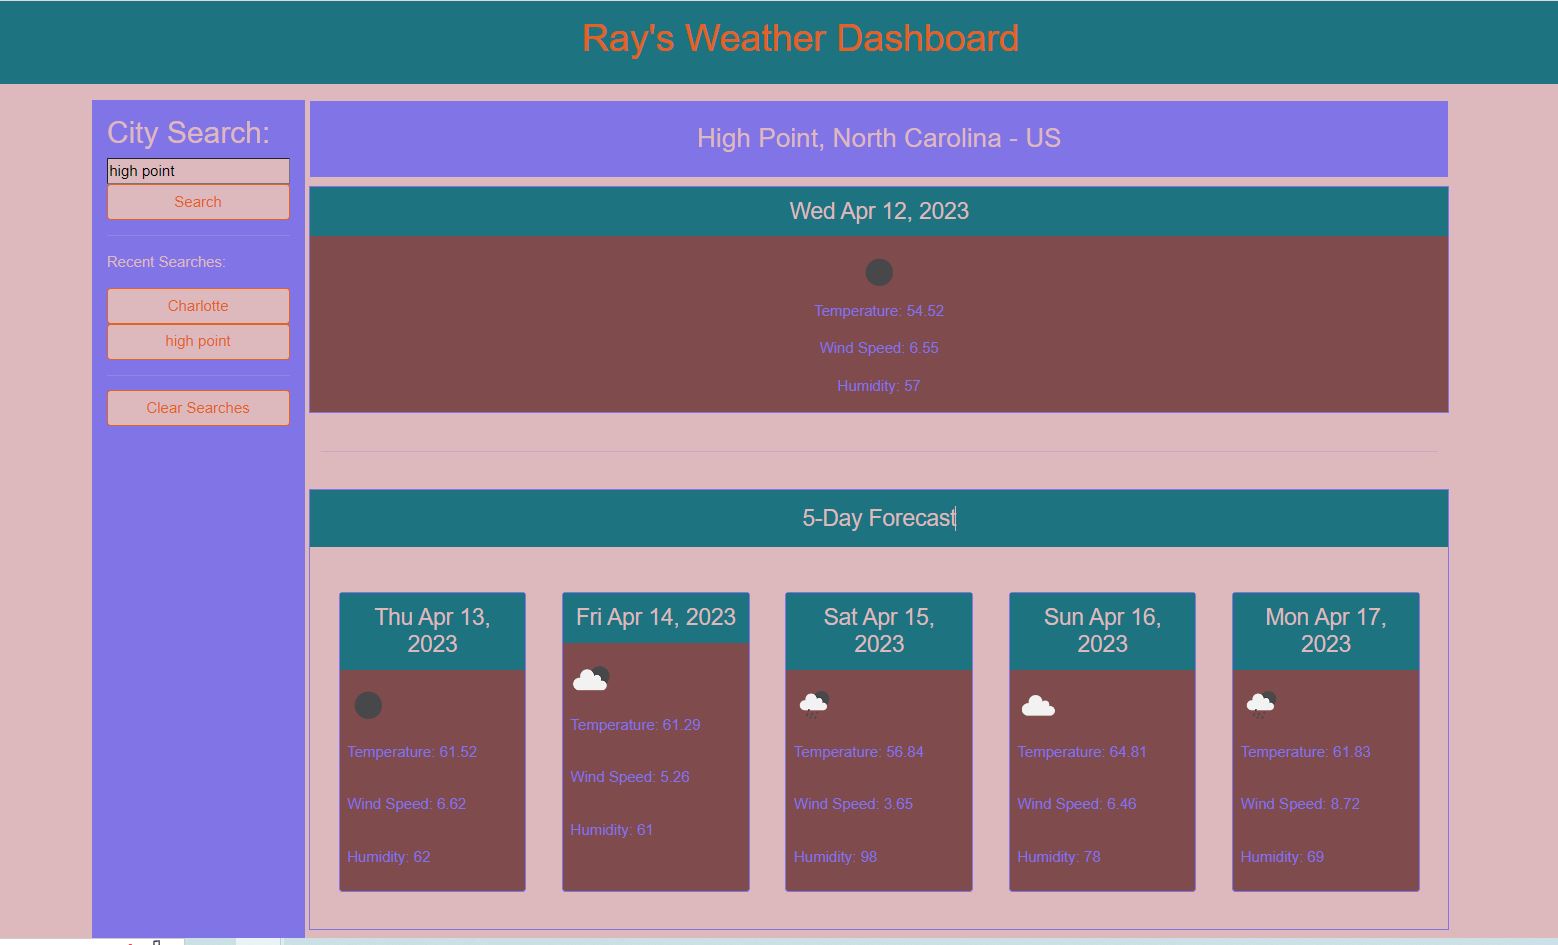 Ray's Weather Dashboard
City Search:
high point
Search
Recent Searches:
Charlotte
high point
Clear Searches
High Point, North Carolina - US
Wed Apr 12, 2023
Temperature: 54.52
Wind Speed: 6.55
Humidity: 57
5-Day Forecast
Thu Apr 13,
2023
Temperature: 61.52
Wind Speed: 6.62
Humidity: 62
Fri Apr 14, 2023
Temperature: 61.29
Wind Speed: 5.26
Humidity: 61
Sat Apr 15,
2023
Temperature: 56.84
Wind Speed: 3.65
Humidity: 98
Sun Apr 16,
2023
Temperature: 64.81
Wind Speed: 6.46
Humidity: 78
Mon Apr 17,
2023
Temperature: 61.83
Wind Speed: 8.72
Humidity: 69